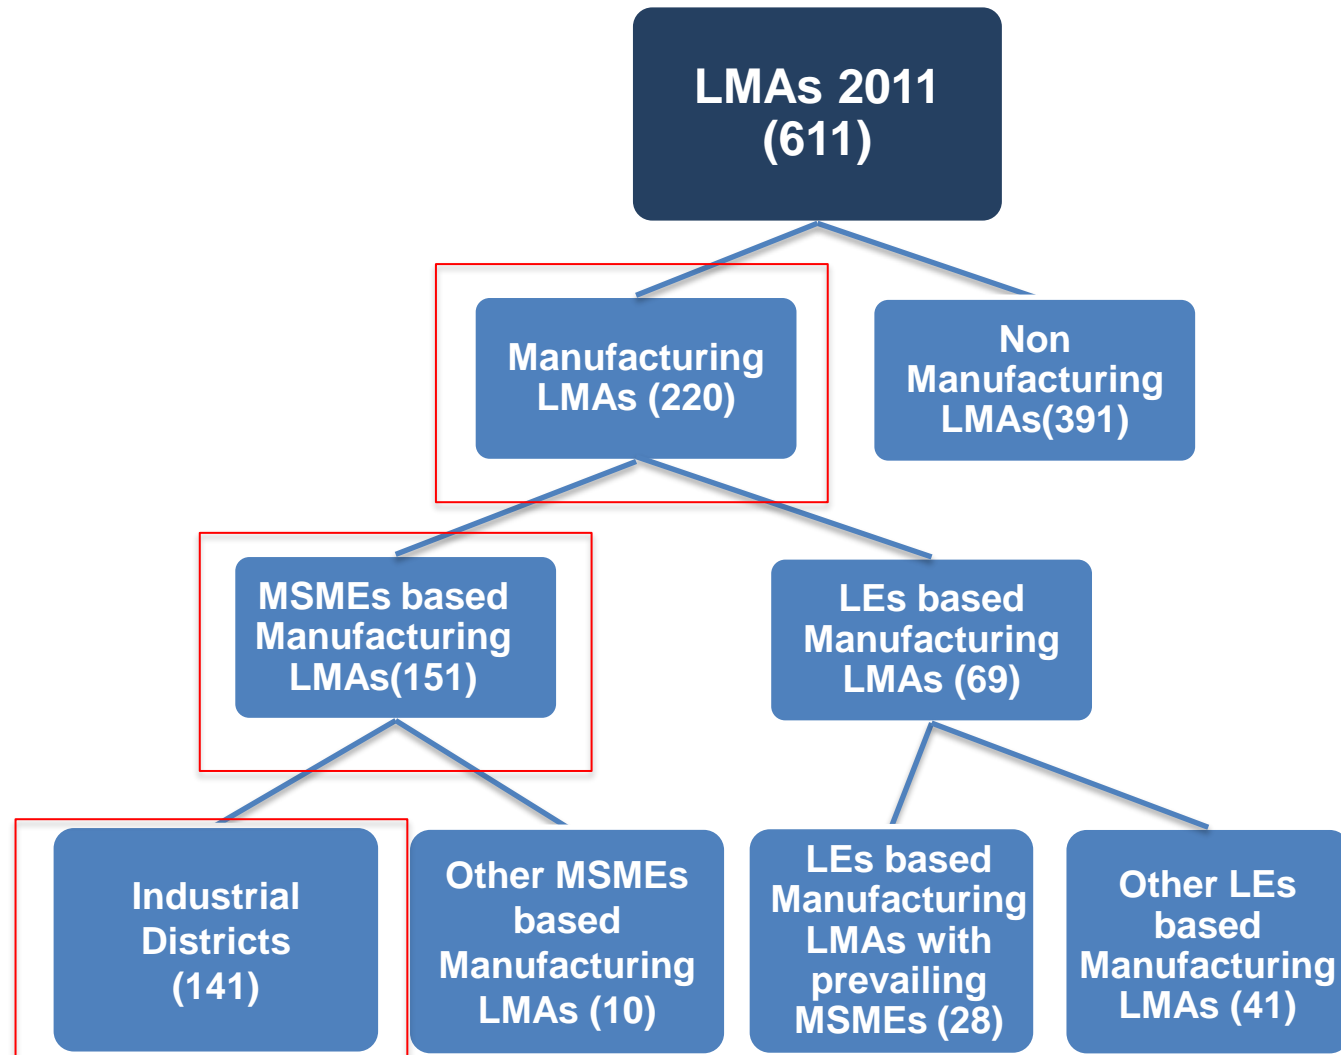 LMAs 2011
(611)
Manufacturing
LMAs (220)
Non
Manufacturing
LMAs(391)
MSMEs based
Manufacturing
LMAs(151)
LEs based
Manufacturing
LMAs (69)
Industrial
Districts
(141)
Other MSMEs
based
Manufacturing
LMAs (10)
LEs based
Manufacturing
LMAs with
prevailing
MSMEs (28)
Other LEs
based
Manufacturing
LMAs (41)